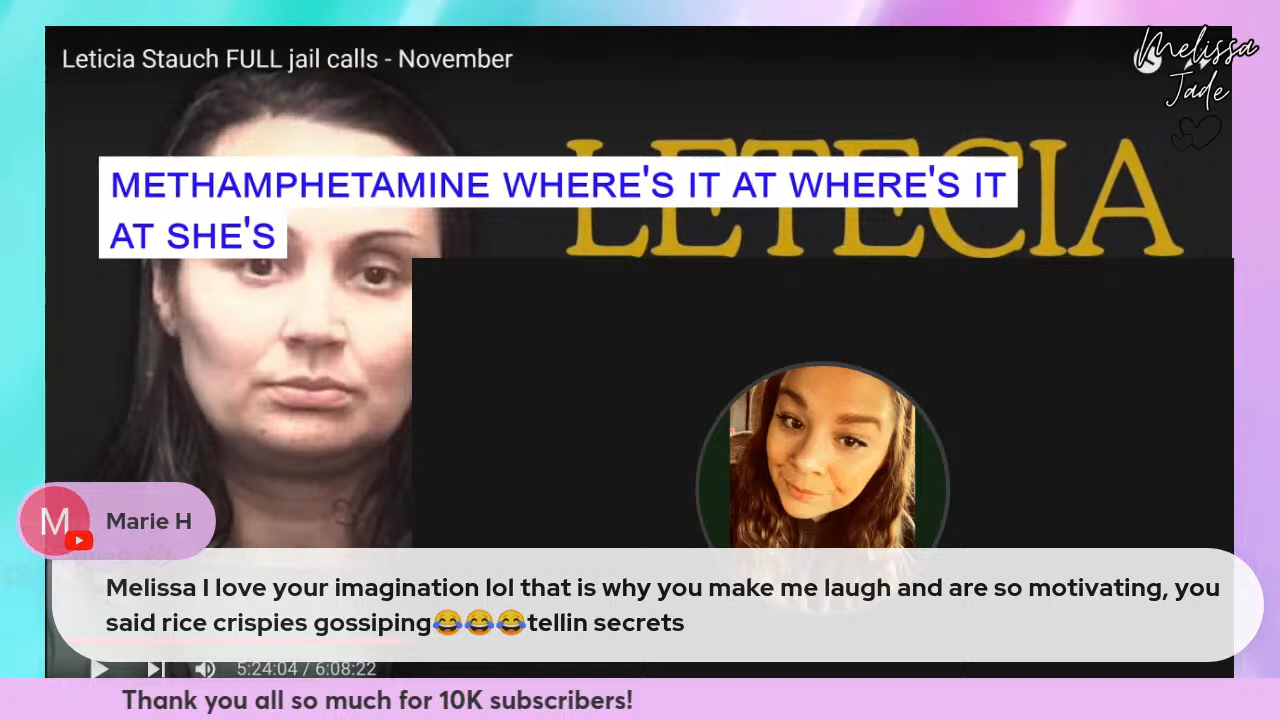 Leticia Stauch FULL jail calls - November
Melissa
Jade
LETECIA
METHAMPHETAMINE WHERE'S IT AT WHERE'S IT
AT SHE'S
M
Marie H
Melissa I love your imagination lol that is why you make me laugh and are so motivating, you
said rice crispies gossiping😂😂😂tellin secrets
5:24:04 / 6:08:22
Thank you all so much for 10K subscribers!